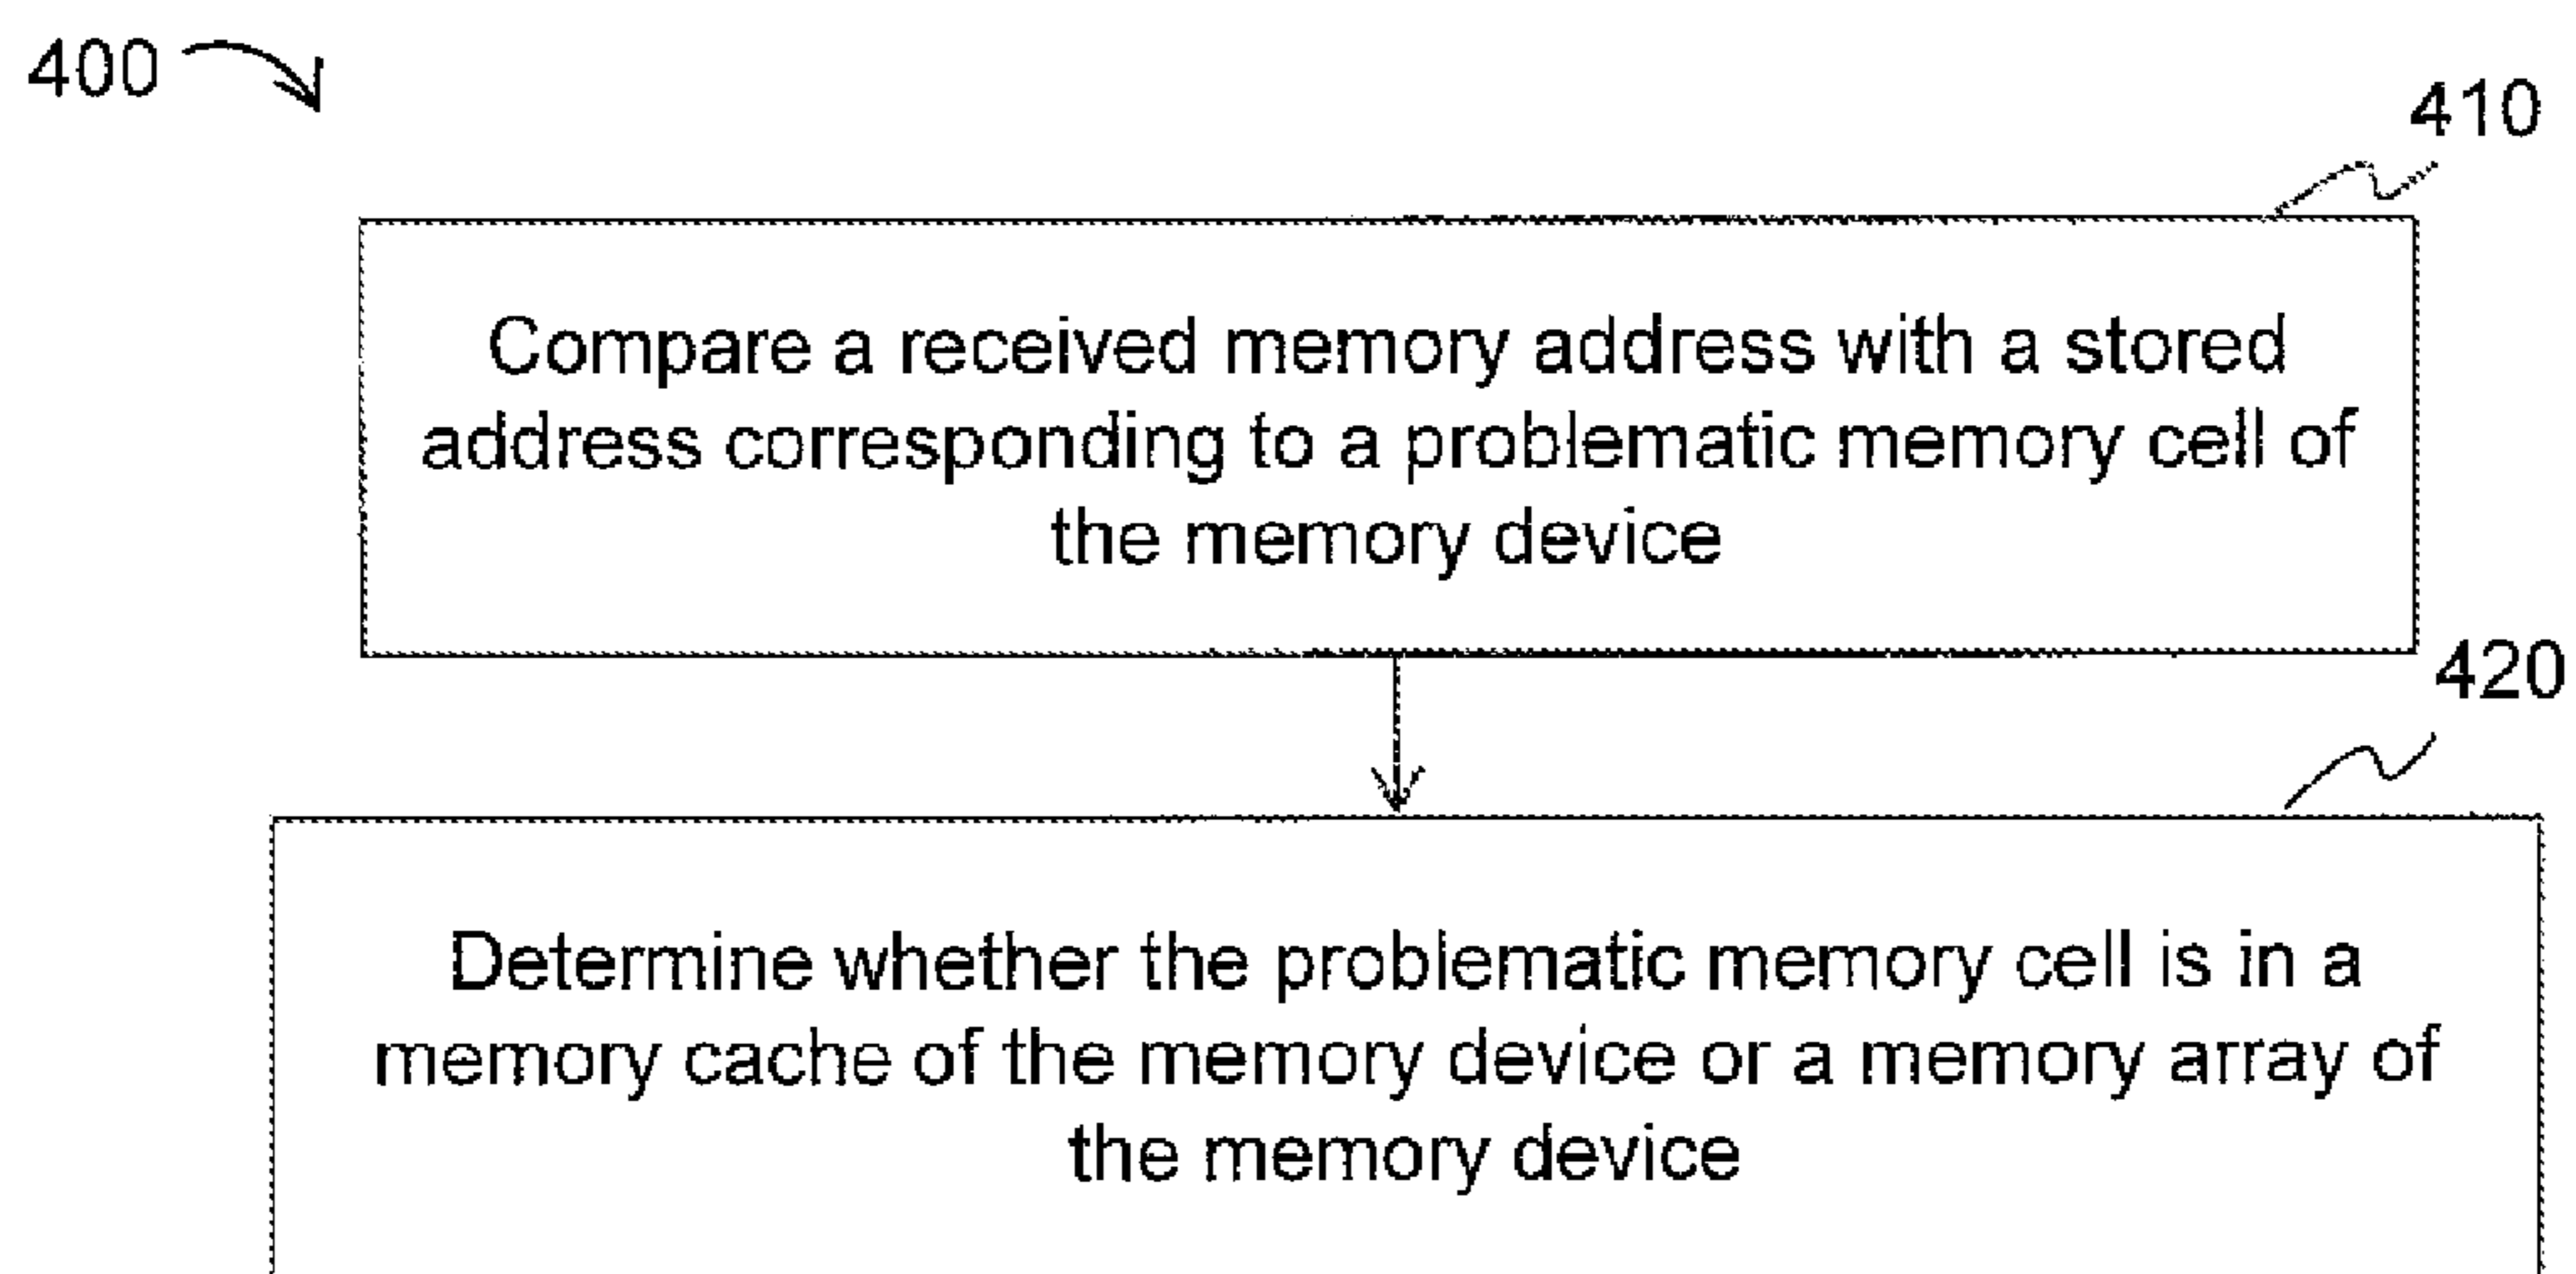 400
410
Compare a received memory address with a stored
address corresponding to a problematic memory cell of
the memory device
420
Determine whether the problematic memory cell is in a
memory cache of the memory device or a memory array of
the memory device